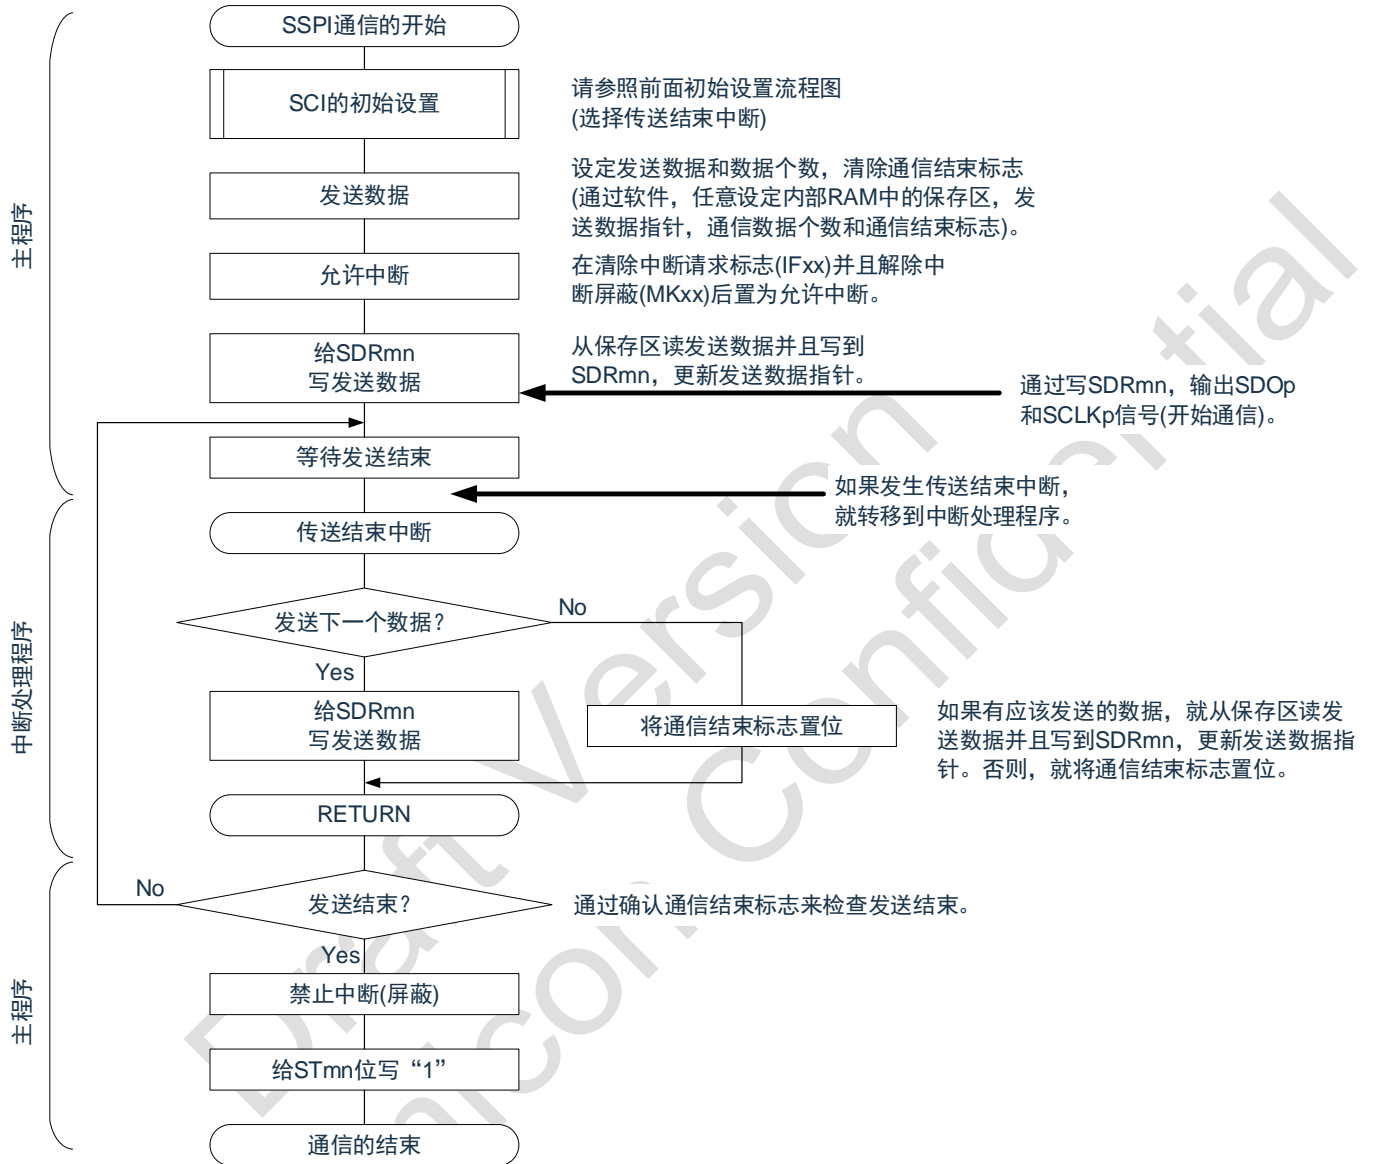 SSPI通信的开始
SCI的初始设置
请参照前面初始设置流程图
(选择传送结束中断)
发送数据
设定发送数据和数据个数，清除通信结束标志
(通过软件，任意设定内部RAM中的保存区，发
送数据指针，通信数据个数和通信结束标志)。
主程序
允许中断
在清除中断请求标志(IFxx)并且解除中
断屏蔽(MKxx)后置为允许中断。
给SDRmn
写发送数据
从保存区读发送数据并且写到
SDRmn，更新发送数据指针。
通过写SDRmn，输出SDOp
和SCLKp信号(开始通信)。
等待发送结束
如果发生传送结束中断，
就转移到中断处理程序。
传送结束中断
发送下一个数据？
No
Yes
中断处理程序
给SDRmn
写发送数据
将通信结束标志置位
如果有应该发送的数据，就从保存区读发
送数据并且写到SDRmn，更新发送数据指
针。否则，就将通信结束标志置位。
RETURN
No
发送结束？
通过确认通信结束标志来检查发送结束。
Yes
主程序
禁止中断(屏蔽)
给STmn位写“1”
通信的结束
Draft Version
Confidential